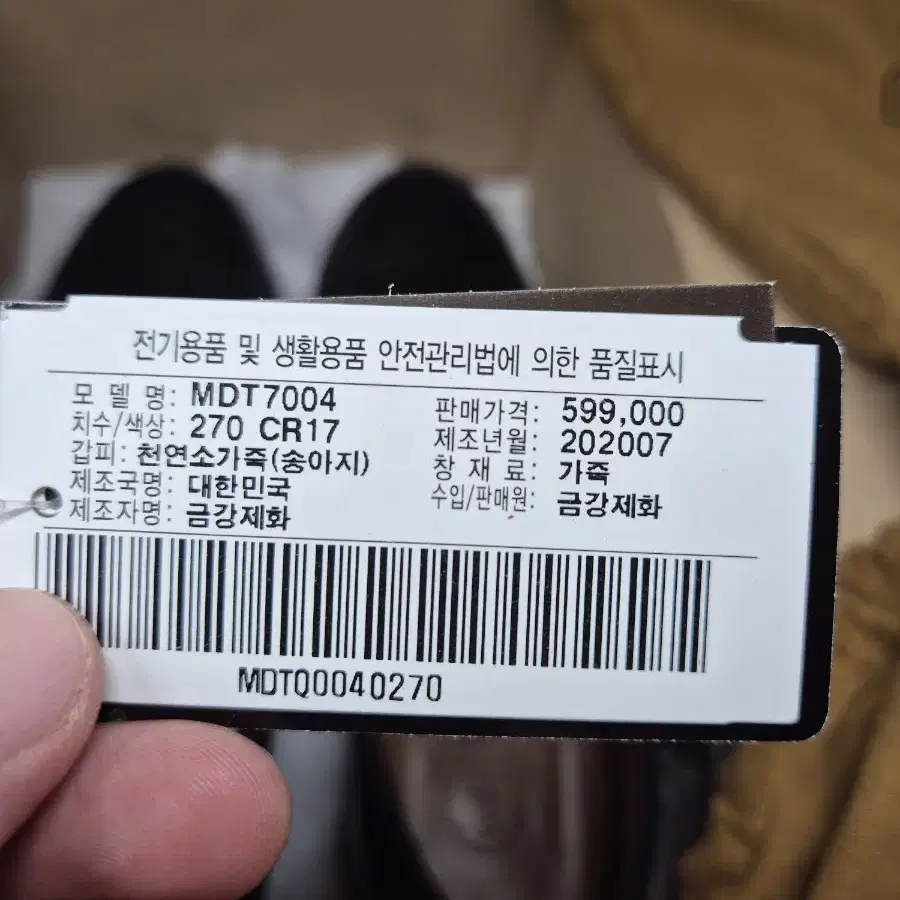 전기용품 및 생활용품 안전관리법에 의한 품질표시
모 델 명: MDT7004 판매가격: 599,000
치수/색상: 270 CR17 제조년월: 202007
갑피: 천연소가죽(송아지) 창 재 료: 가죽
제조국명: 대한민국 수입/판매원: 금강제화
제조자명: 금강제화
MDTQ0040270